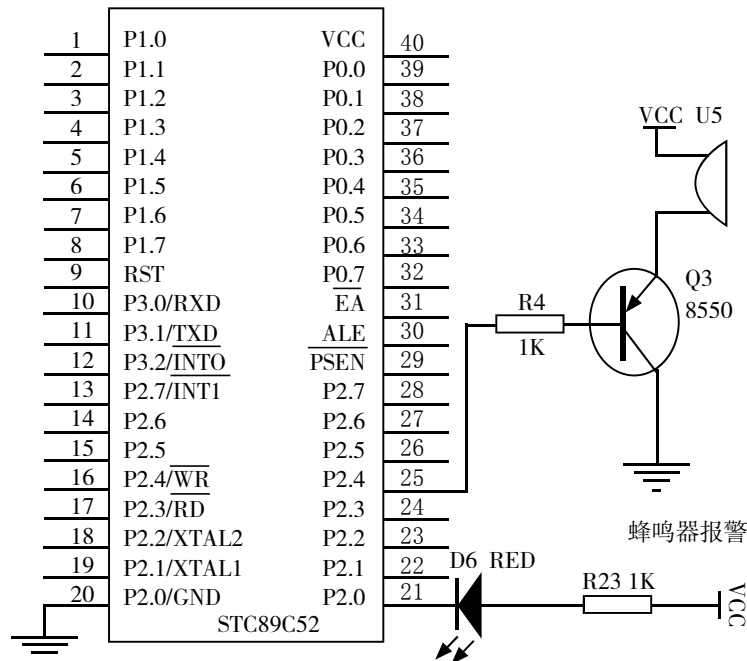 1 P1.0 VCC 40
2 P1.1 P0.0 39
3 P1.2 P0.1 38
4 P1.3 P0.2 37
5 P1.4 P0.3 36
6 P1.5 P0.4 35
7 P1.6 P0.5 34
8 P1.7 P0.6 33
9 RST P0.7 32
10 P3.0/RXD EA 31
11 P3.1/TXD ALE 30
12 P3.2/INTO PSEN 29
13 P2.7/INT1 P2.7 28
14 P2.6 P2.6 27
15 P2.5 P2.5 26
16 P2.4/WR P2.4 25
17 P2.3/RD P2.3 24
18 P2.2/XTAL2 P2.2 23
19 P2.1/XTAL1 P2.1 22
20 P2.0/GND P2.0 21
STC89C52
VCC U5
Q3
8550
R4
1K
蜂鸣器报警
D6 RED
R23 1K
VCC